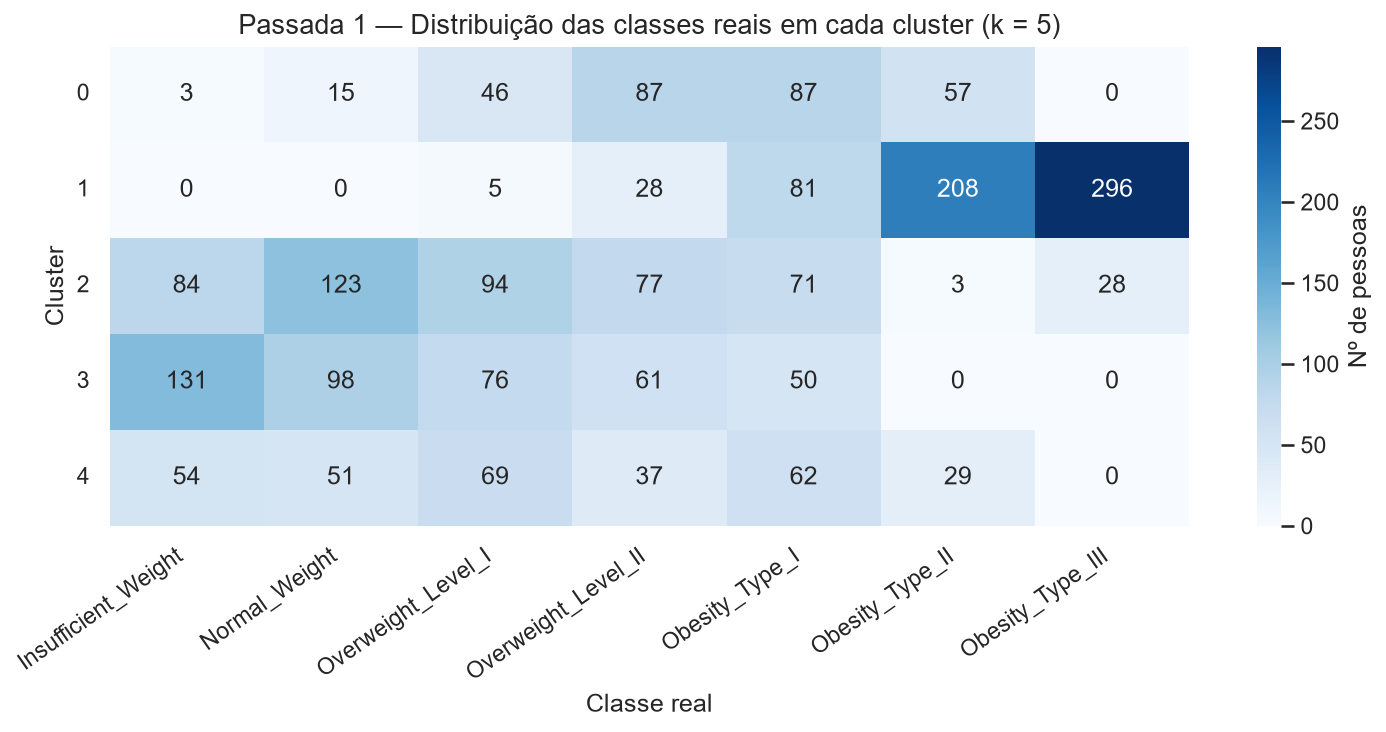 Passada 1 — Distribuição das classes reais em cada cluster (k = 5)
0 3 15 46 87 87 57 0
1 0 0 5 28 81 208 296
2 84 123 94 77 71 3 28
3 131 98 76 61 50 0 0
4 54 51 69 37 62 29 0
Cluster
Insufficient_Weight
Normal_Weight
Overweight_Level_I
Overweight_Level_II
Obesity_Type_I
Obesity_Type_II
Obesity_Type_III
Classe real
250
200
150
100
50
0
Nº de pessoas